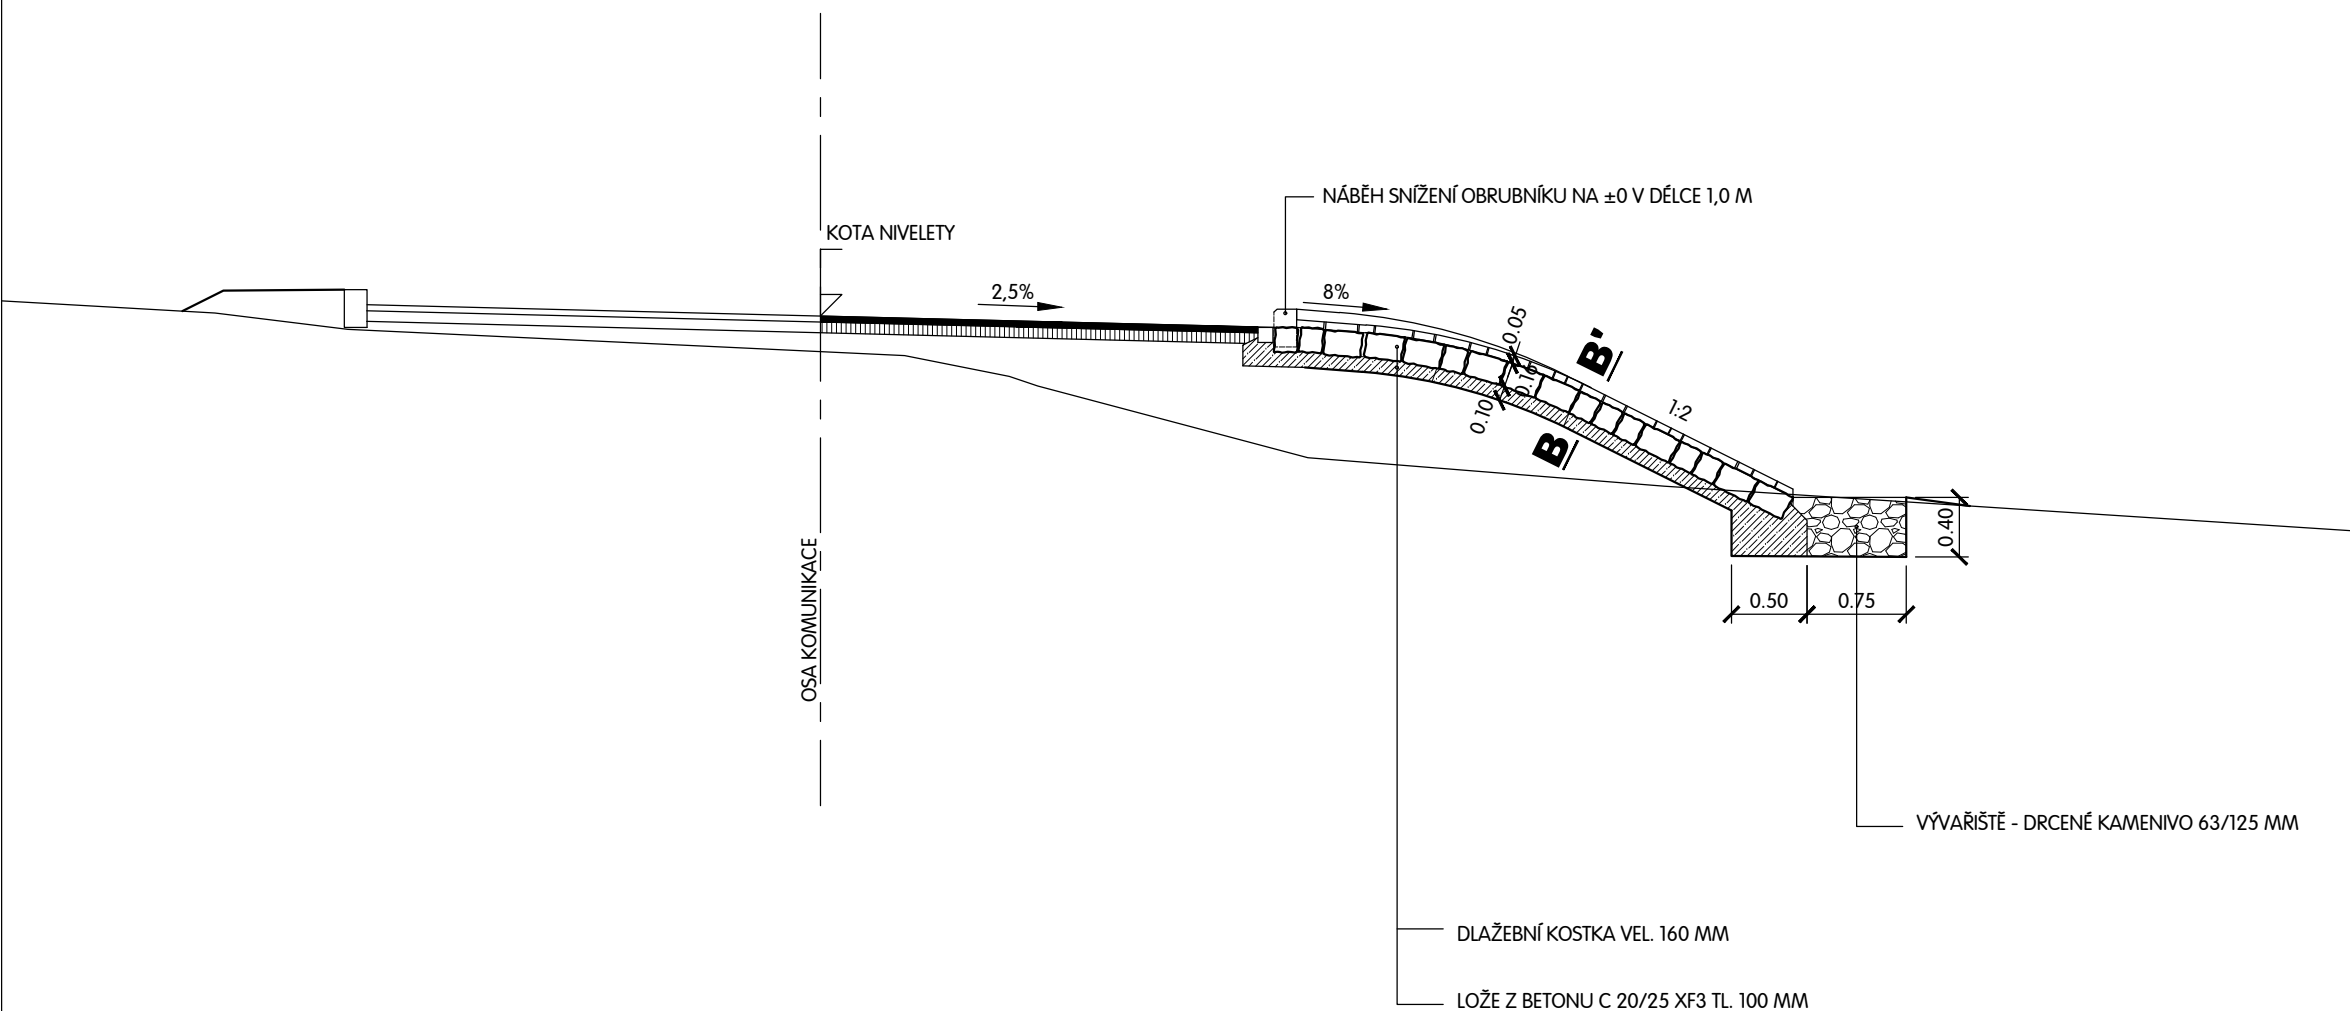 NÁBĚH SNÍŽENÍ OBRUBNÍKU NA ±0 V DÉLCE 1,0 M
KOTA NIVELETY
2,5%
8%
0.05
B'
0.16
0.10
B
1:2
0.40
OSA KOMUNIKACE
0.50
0.75
VÝVAŘIŠTĚ - DRCENÉ KAMENIVO 63/125 MM
DLAŽEBNÍ KOSTKA VEL. 160 MM
LOŽE Z BETONU C 20/25 XF3 TL. 100 MM